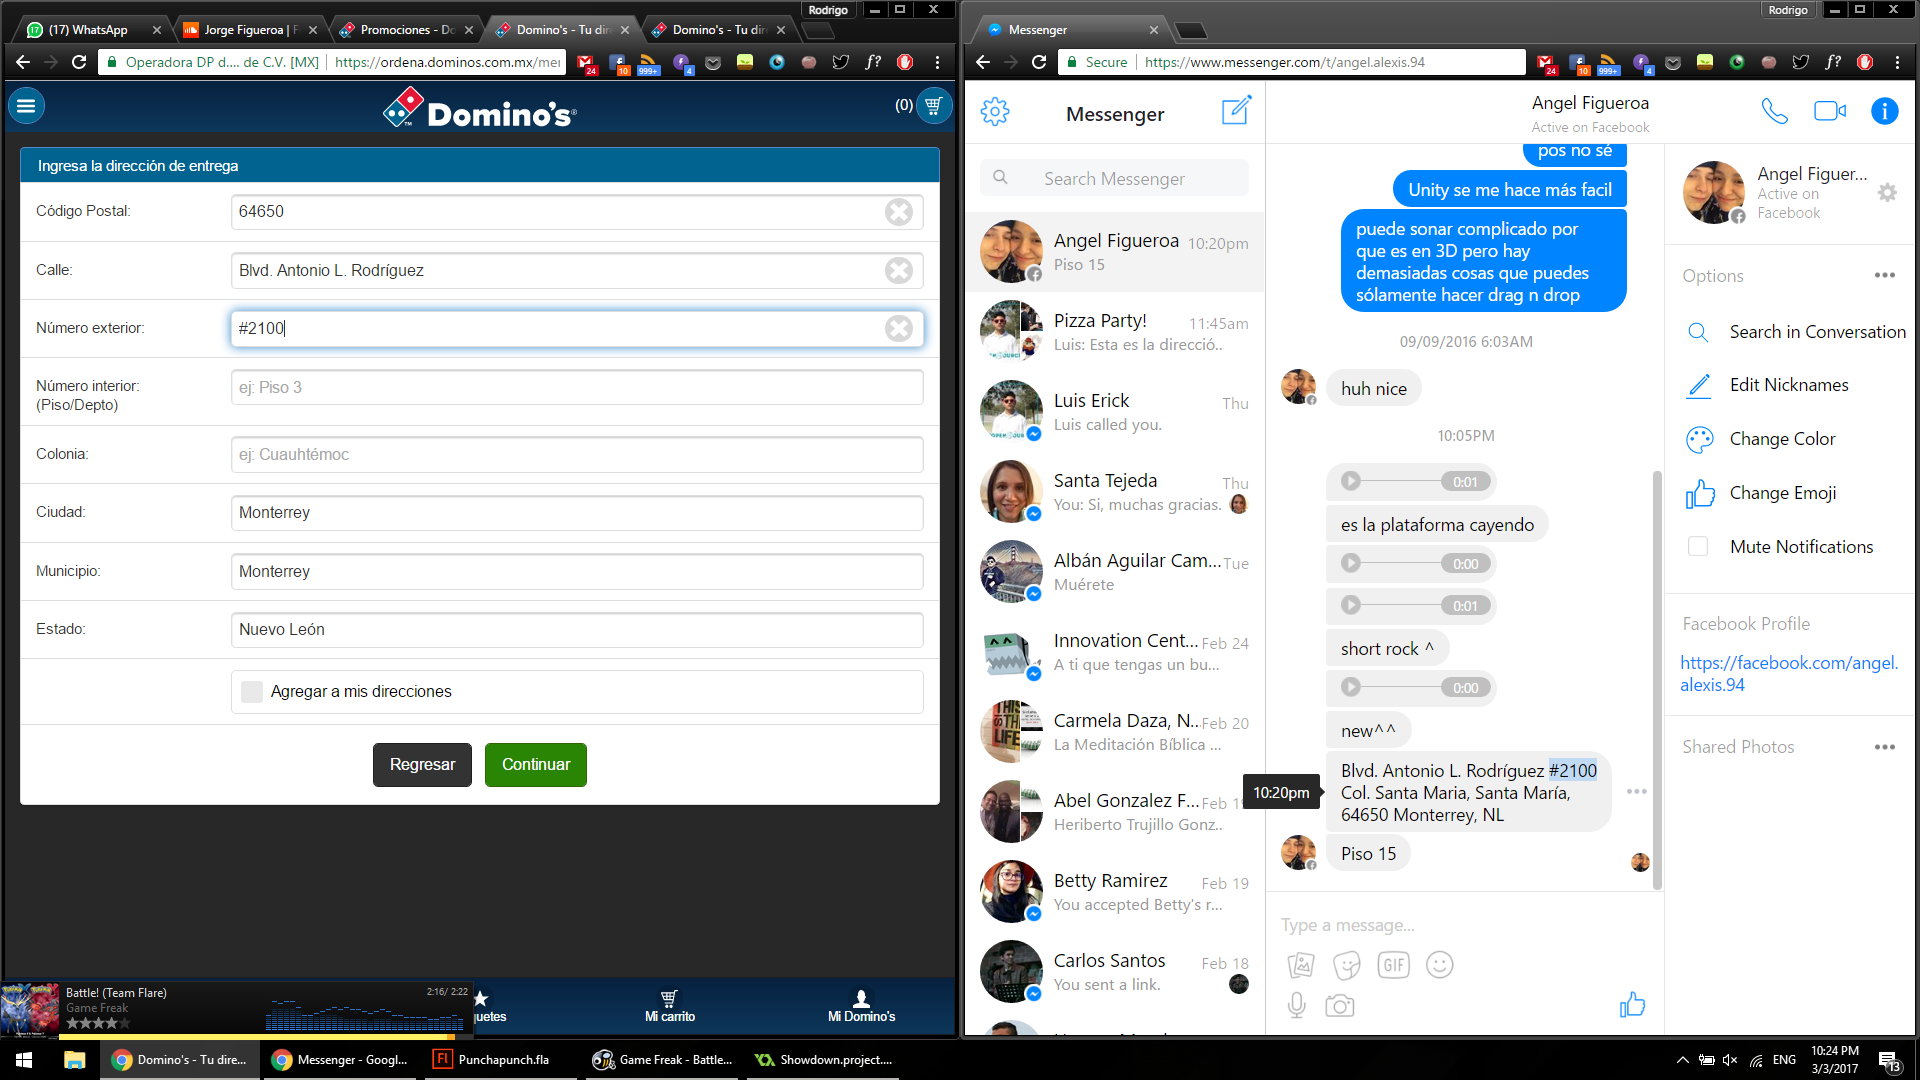 Rodrigo
(17) WhatsApp
Jorge Figueroa | F
Promociones - Do
Domino's - Tu dire
Domino's - Tu dire
Operadora DP d.... de C.V. [MX]
https://ordena.dominos.com.mx/me
24
10
999+
4
f?
(0)
Domino's
Ingresa la dirección de entrega
Código Postal:
64650
Calle:
Blvd. Antonio L. Rodríguez
Número exterior:
#2100
Número interior:
(Piso/Depto)
ej: Piso 3
Colonia:
ej: Cuauhtémoc
Ciudad:
Monterrey
Municipio:
Monterrey
Estado:
Nuevo León
Agregar a mis direcciones
Regresar
Continuar
Battle! (Team Flare)
2:16/ 2:22
Game Freak
quetes
Mi carrito
Mi Domino's
Rodrigo
Messenger
Secure
https://www.messenger.com/t/angel.alexis.94
24
10
999+
4
f?
Messenger
Search Messenger
Angel Figueroa
10:20pm
Piso 15
Pizza Party!
11:45am
Luis: Esta es la direcció..
Luis Erick
Thu
Luis called you.
Santa Tejeda
Thu
You: Si, muchas gracias.
Albán Aguilar Cam...
Tue
Muérete
Innovation Cent...
Feb 24
A ti que tengas un bu...
Carmela Daza, N...
Feb 20
La Meditación Bíblica ...
Abel Gonzalez F...
Feb 1
Heriberto Trujillo Gonz..
Betty Ramirez
Feb 19
You accepted Betty's r...
Carlos Santos
Feb 18
You sent a link.
Angel Figueroa
Active on Facebook
pos no sé
Unity se me hace más facil
puede sonar complicado por
que es en 3D pero hay
demasiadas cosas que puedes
sólamente hacer drag n drop
09/09/2016 6:03AM
huh nice
10:05PM
0:01
es la plataforma cayendo
0:00
0:01
short rock ^
0:00
new^^
10:20pm
Blvd. Antonio L. Rodríguez #2100
Col. Santa Maria, Santa María,
64650 Monterrey, NL
Piso 15
Type a message...
GIF
Angel Figuer...
Active on
Facebook
Options
Search in Conversation
Edit Nicknames
Change Color
Change Emoji
Mute Notifications
Facebook Profile
https://facebook.com/angel.
alexis.94
Shared Photos
Domino's - Tu dire...
Messenger - Googl...
Punchapunch.fla
Game Freak - Battle...
Showdown.project....
ENG
10:24 PM
3/3/2017
13